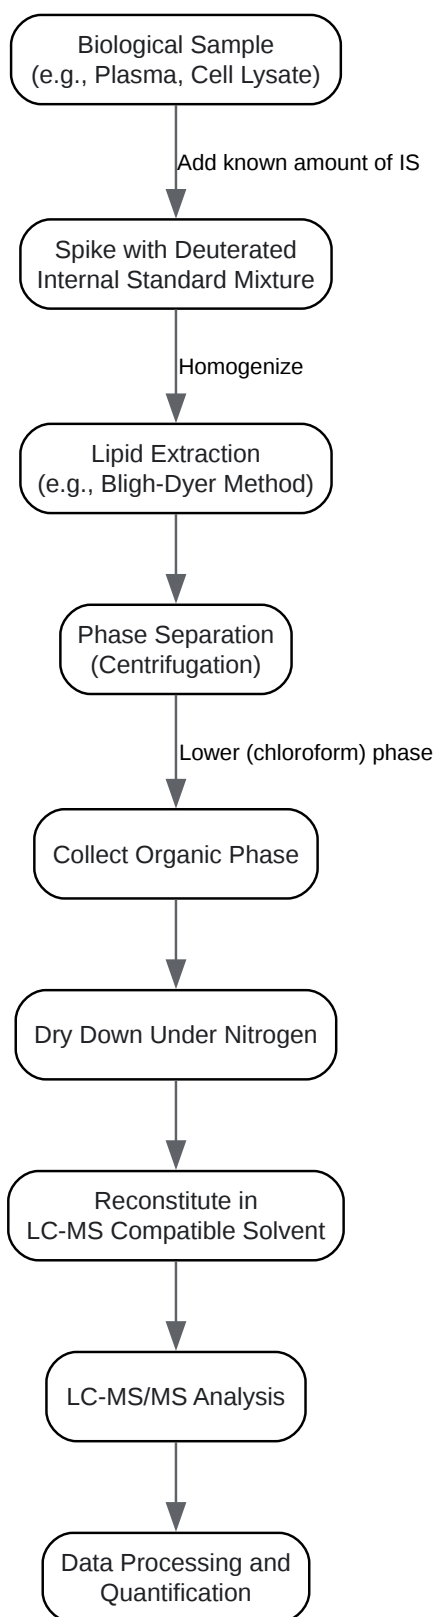 Biological Sample
(e.g., Plasma, Cell Lysate)
Add known amount of IS
Spike with Deuterated
Internal Standard Mixture
Homogenize
Lipid Extraction
(e.g., Bligh-Dyer Method)
Phase Separation
(Centrifugation)
Lower (chloroform) phase
Collect Organic Phase
Dry Down Under Nitrogen
Reconstitute in
LC-MS Compatible Solvent
LC-MS/MS Analysis
Data Processing and
Quantification